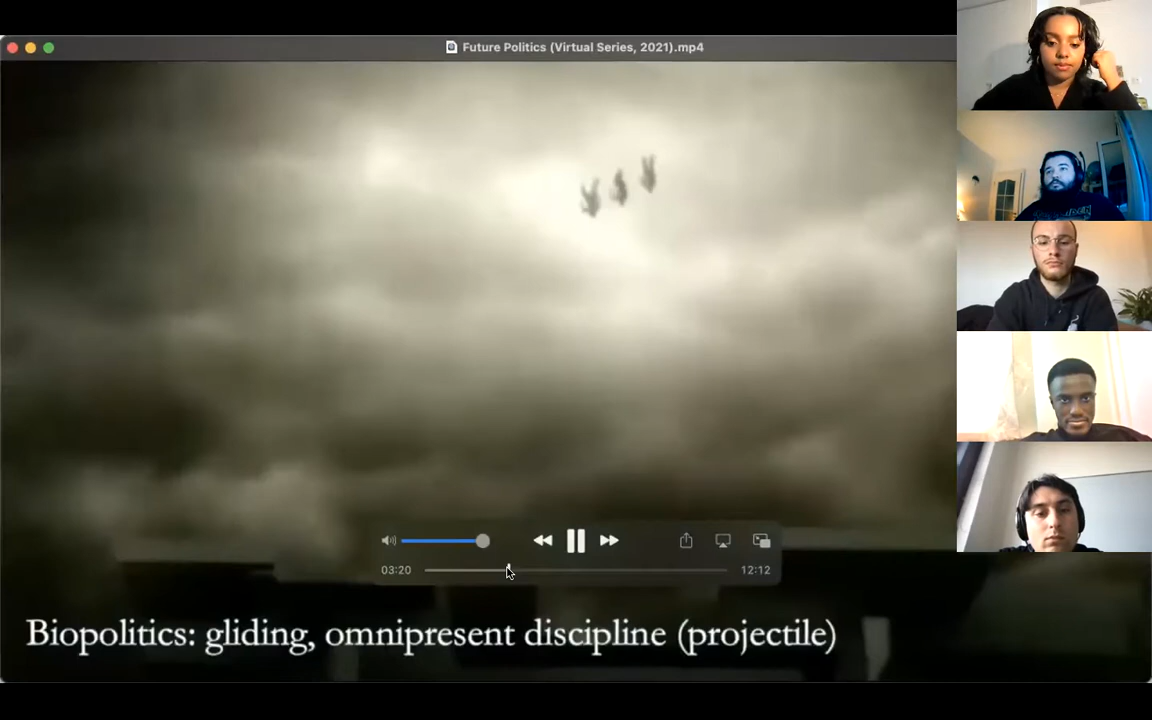 Future Politics (Virtual Series, 2021).mp4
03:20
12:12
Biopolitics: gliding, omnipresent discipline (projectile)